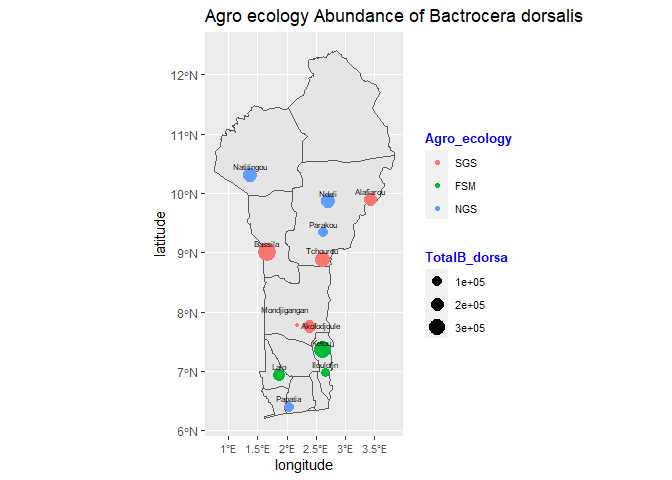 Agro ecology Abundance of Bactrocera dorsalis
12°N
11°N
10°N
9°N
8°N
7°N
6°N
latitude
Natitingou
Ndali
Alafiarou
Parakou
Bassila
Tchourou
Mondjigangan
Akofodjoule
Ketou
Lalo
Iloulofin
Papatia
1°E 1.5°E 2°E 2.5°E 3°E 3.5°E
longitude
Agro_ecology
SGS
FSM
NGS
TotalB_dorsa
1e+05
2e+05
3e+05